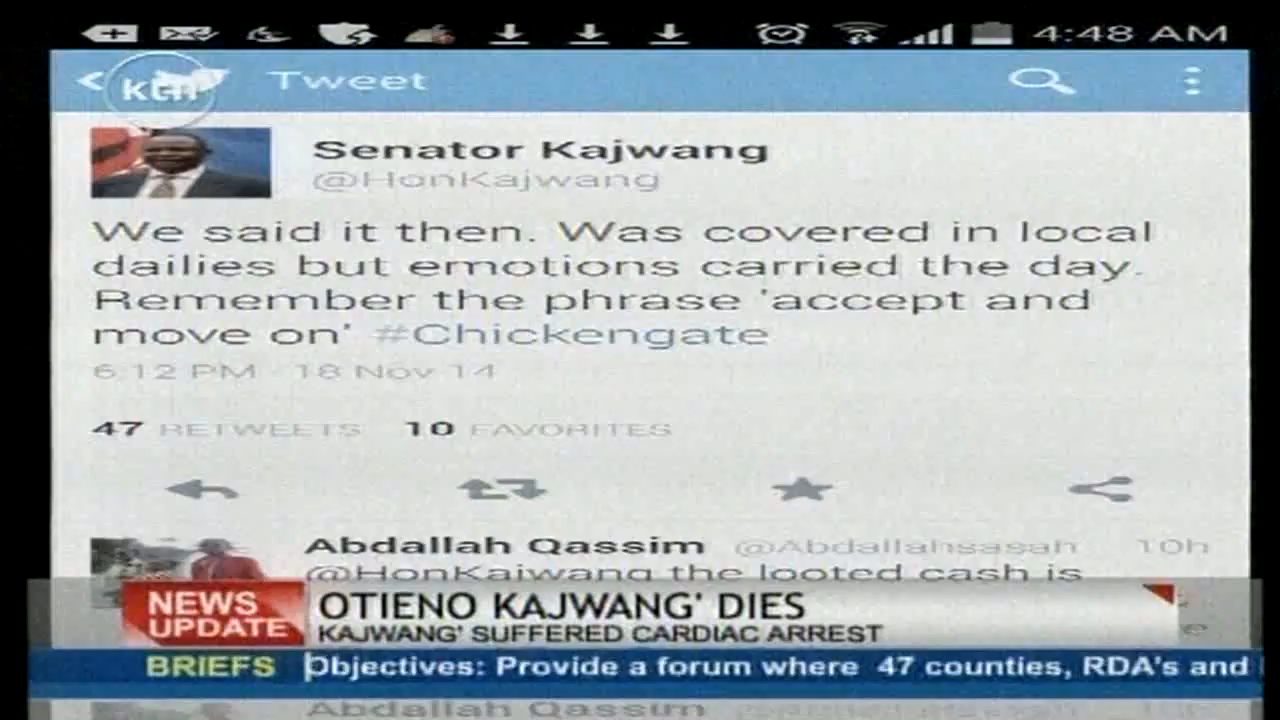 4:48 AM
ktn
Tweet
Senator Kajwang
@HonKajwang
We said it then. Was covered in local
dailies but emotions carried the day.
Remember the phrase 'accept and
move on' #Chickengate
6:12 PM · 18 Nov 14
47 RETWEETS 10 FAVORITES
Abdallah Qassim @Abdallahsasah 10h
@HonKajwang the looted cash is
NEWS
UPDATE
OTIENO KAJWANG' DIES
KAJWANG' SUFFERED CARDIAC ARREST
BRIEFS
Objectives: Provide a forum where 47 counties, RDA's and
Abdallah Qassim